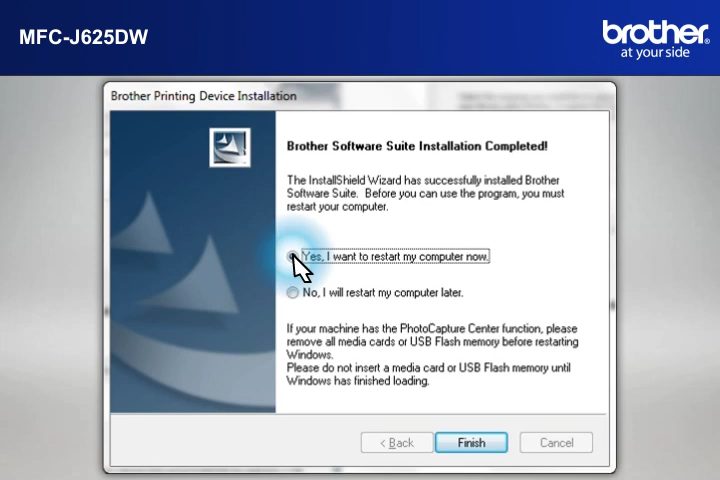 MFC-J625DW
brother
at your side
Brother Printing Device Installation
Brother Software Suite Installation Completed!
The InstallShield Wizard has successfully installed Brother
Software Suite. Before you can use the program, you must
restart your computer.
Yes, I want to restart my computer now.
No, I will restart my computer later.
If your machine has the PhotoCapture Center function, please
remove all media cards or USB Flash memory before restarting
Windows.
Please do not insert a media card or USB Flash memory until
Windows has finished loading.
< Back
Finish
Cancel